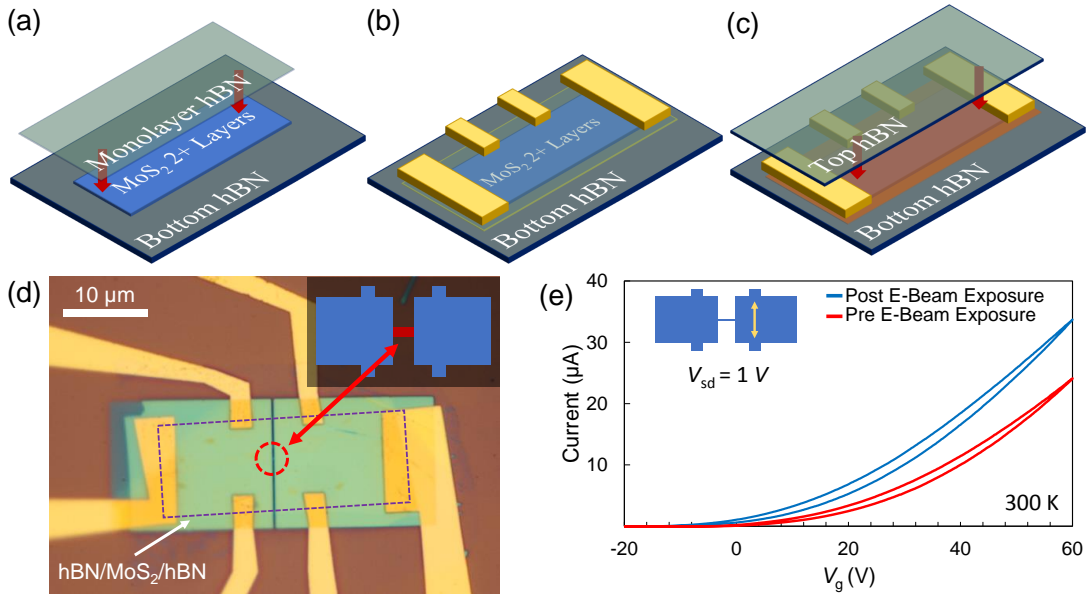 (a)
Monolayer hBN
MoS₂ 2+ Layers
Bottom hBN
(b)
MoS₂ 2+ Layers
Bottom hBN
(c)
Top hBN
Bottom hBN
(d)
10 µm
hBN/MoS₂/hBN
(e)
Post E-Beam Exposure
Pre E-Beam Exposure
V_sd = 1 V
300 K
Current (µA)
40
30
20
10
-20 0 20 40 60
V_g (V)